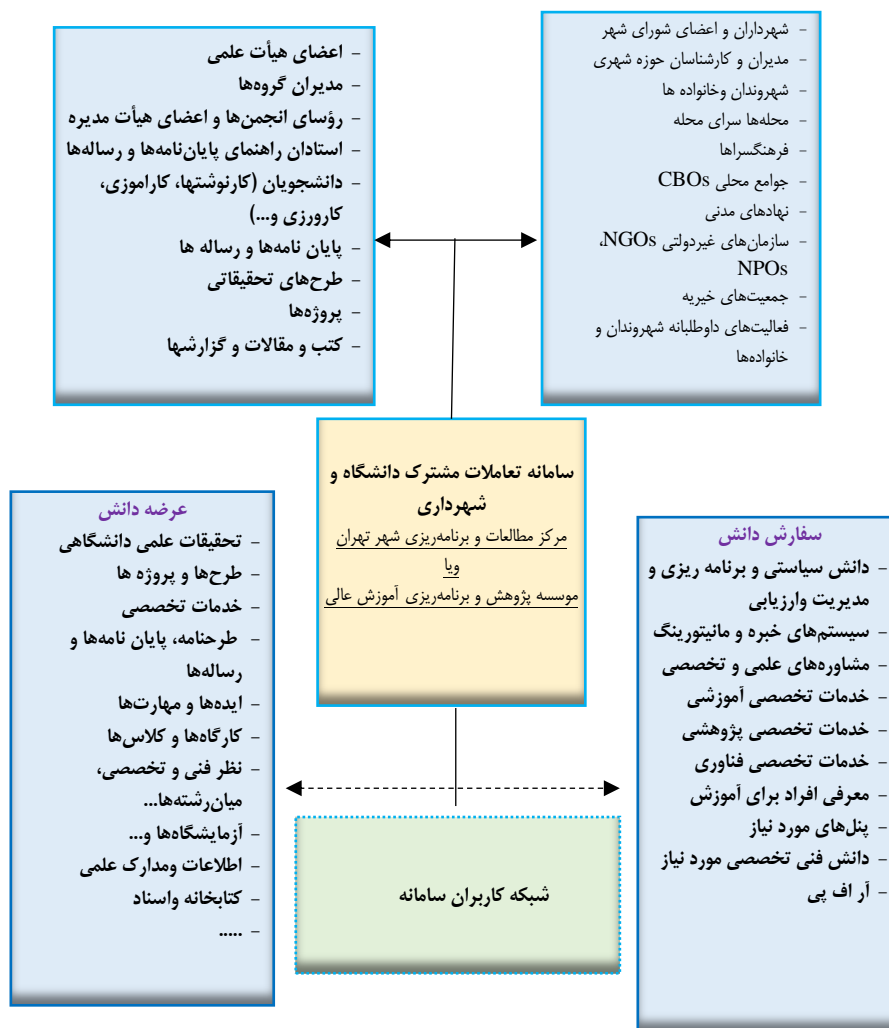 - شهرداران و اعضای شورای شهر
- مدیران و کارشناسان حوزه شهری
- شهروندان وخانواده ها
- محله‌ها سرای محله
- فرهنگسراها
- جوامع محلی CBOs
- نهادهای مدنی
- سازمان‌های غیردولتی NGOs،
NPOs
- جمعیت‌های خیریه
- فعالیت‌های داوطلبانه شهروندان و
خانواده‌ها
- اعضای هیأت علمی
- مدیران گروه‌ها
- رؤسای انجمن‌ها و اعضای هیأت مدیره
- استادان راهنمای پایان‌نامه‌ها و رساله‌ها
- دانشجویان (کارنوشتها، کاراموزی،
کارورزی و...)
- پایان نامه‌ها و رساله ها
- طرح‌های تحقیقاتی
- پروژه‌ها
- کتب و مقالات و گزارشها
سامانه تعاملات مشترک دانشگاه و
شهرداری
مرکز مطالعات و برنامه‌ریزی شهر تهران
ویا
موسسه پژوهش و برنامه‌ریزی آموزش عالی
سفارش دانش
- دانش سیاستی و برنامه ریزی و
مدیریت وارزیابی
- سیستم‌های خبره و مانیتورینگ
- مشاوره‌های علمی و تخصصی
- خدمات تخصصی آموزشی
- خدمات تخصصی پژوهشی
- خدمات تخصصی فناوری
- معرفی افراد برای آموزش
- پنل‌های مورد نیاز
- دانش فنی تخصصی مورد نیاز
- آر اف پی
عرضه دانش
- تحقیقات علمی دانشگاهی
- طرح‌ها و پروژه ها
- خدمات تخصصی
- طرحنامه، پایان نامه‌ها و
رساله‌ها
- ایده‌ها و مهارت‌ها
- کارگاه‌ها و کلاس‌ها
- نظر فنی و تخصصی،
میان‌رشته‌ها...
- آزمایشگاه‌ها و...
- اطلاعات ومدارک علمی
- کتابخانه واسناد
- .....
شبکه کاربران سامانه